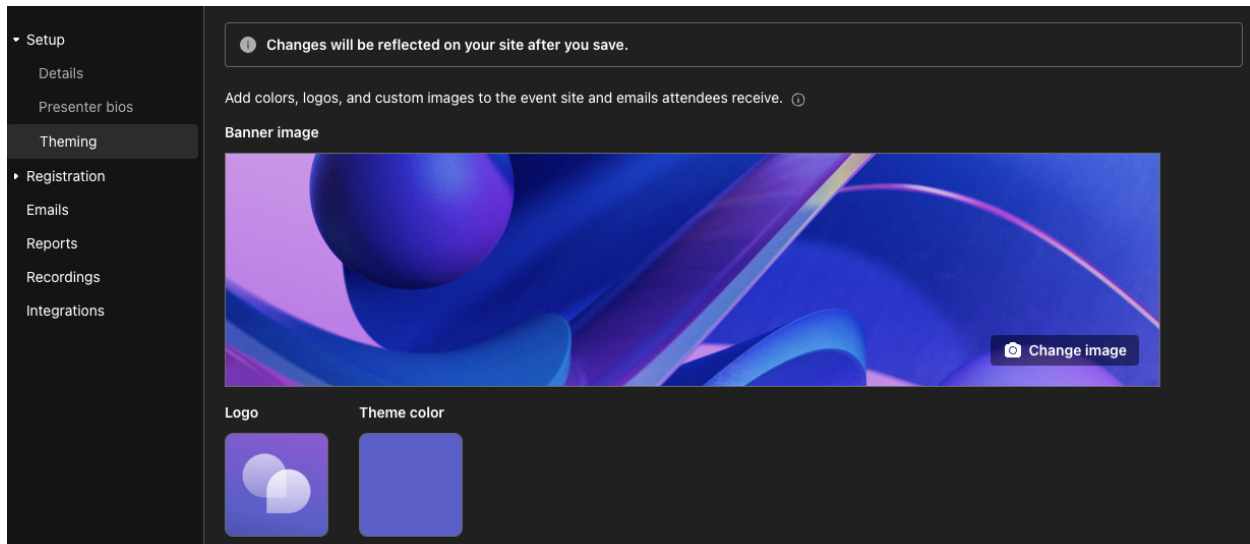 Setup
Details
Presenter bios
Theming
Registration
Emails
Reports
Recordings
Integrations
Changes will be reflected on your site after you save.
Add colors, logos, and custom images to the event site and emails attendees receive.
Banner image
Change image
Logo
Theme color